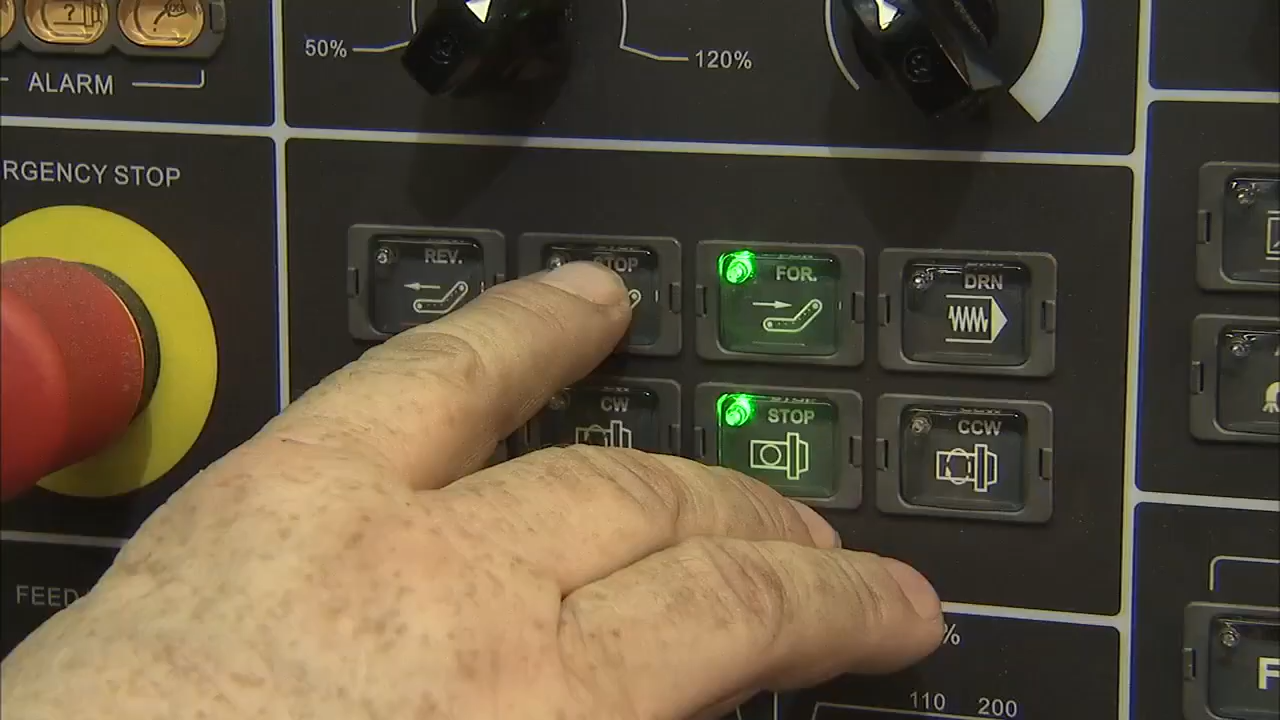 ?
50%
120%
ALARM
RGENCY STOP
REV.
STOP
FOR.
DRN
CW
STOP
CCW
FEED
%
110 200
F